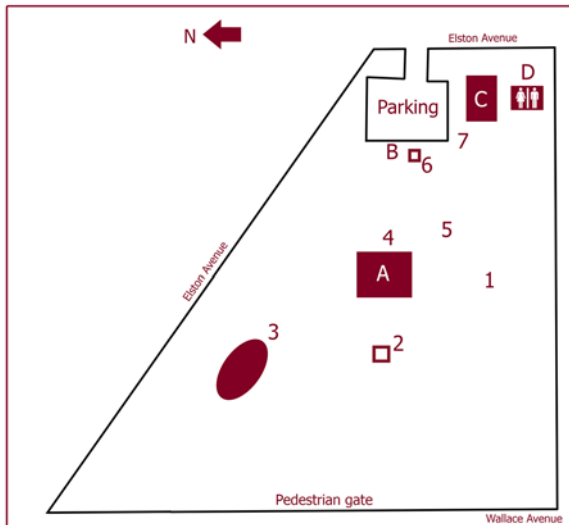 N
Elston Avenue
D
C
Parking
7
B
6
5
4
A
1
Elston Avenue
3
2
Pedestrian gate
Wallace Avenue